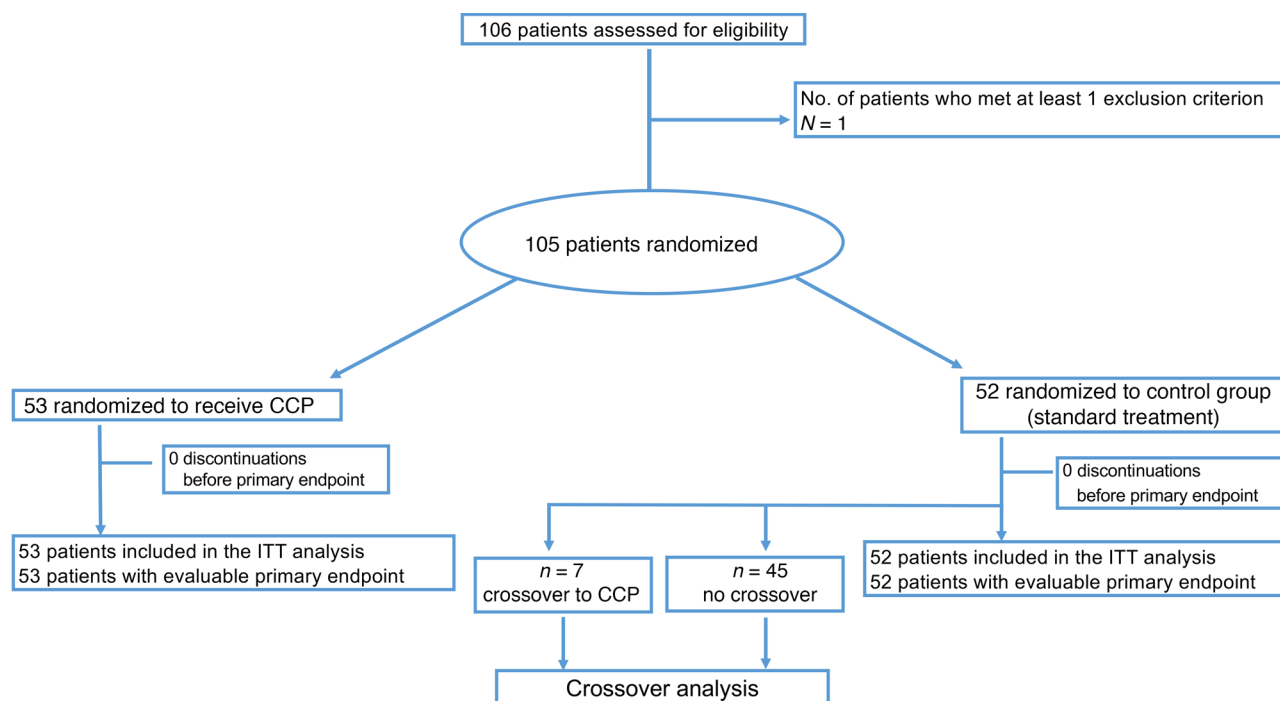 106 patients assessed for eligibility
No. of patients who met at least 1 exclusion criterion
N = 1
105 patients randomized
53 randomized to receive CCP
0 discontinuations
before primary endpoint
53 patients included in the ITT analysis
53 patients with evaluable primary endpoint
52 randomized to control group
(standard treatment)
0 discontinuations
before primary endpoint
52 patients included in the ITT analysis
52 patients with evaluable primary endpoint
n = 7
crossover to CCP
n = 45
no crossover
Crossover analysis